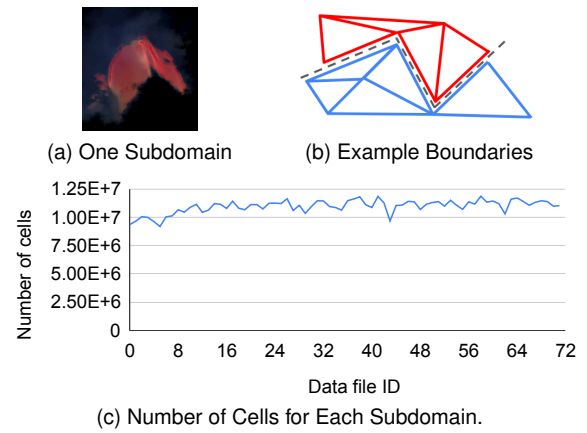 (a) One Subdomain
(b) Example Boundaries
Number of cells
1.25E+7
1.00E+7
7.50E+6
5.00E+6
2.50E+6
0
0 8 16 24 32 40 48 56 64 72
Data file ID
(c) Number of Cells for Each Subdomain.